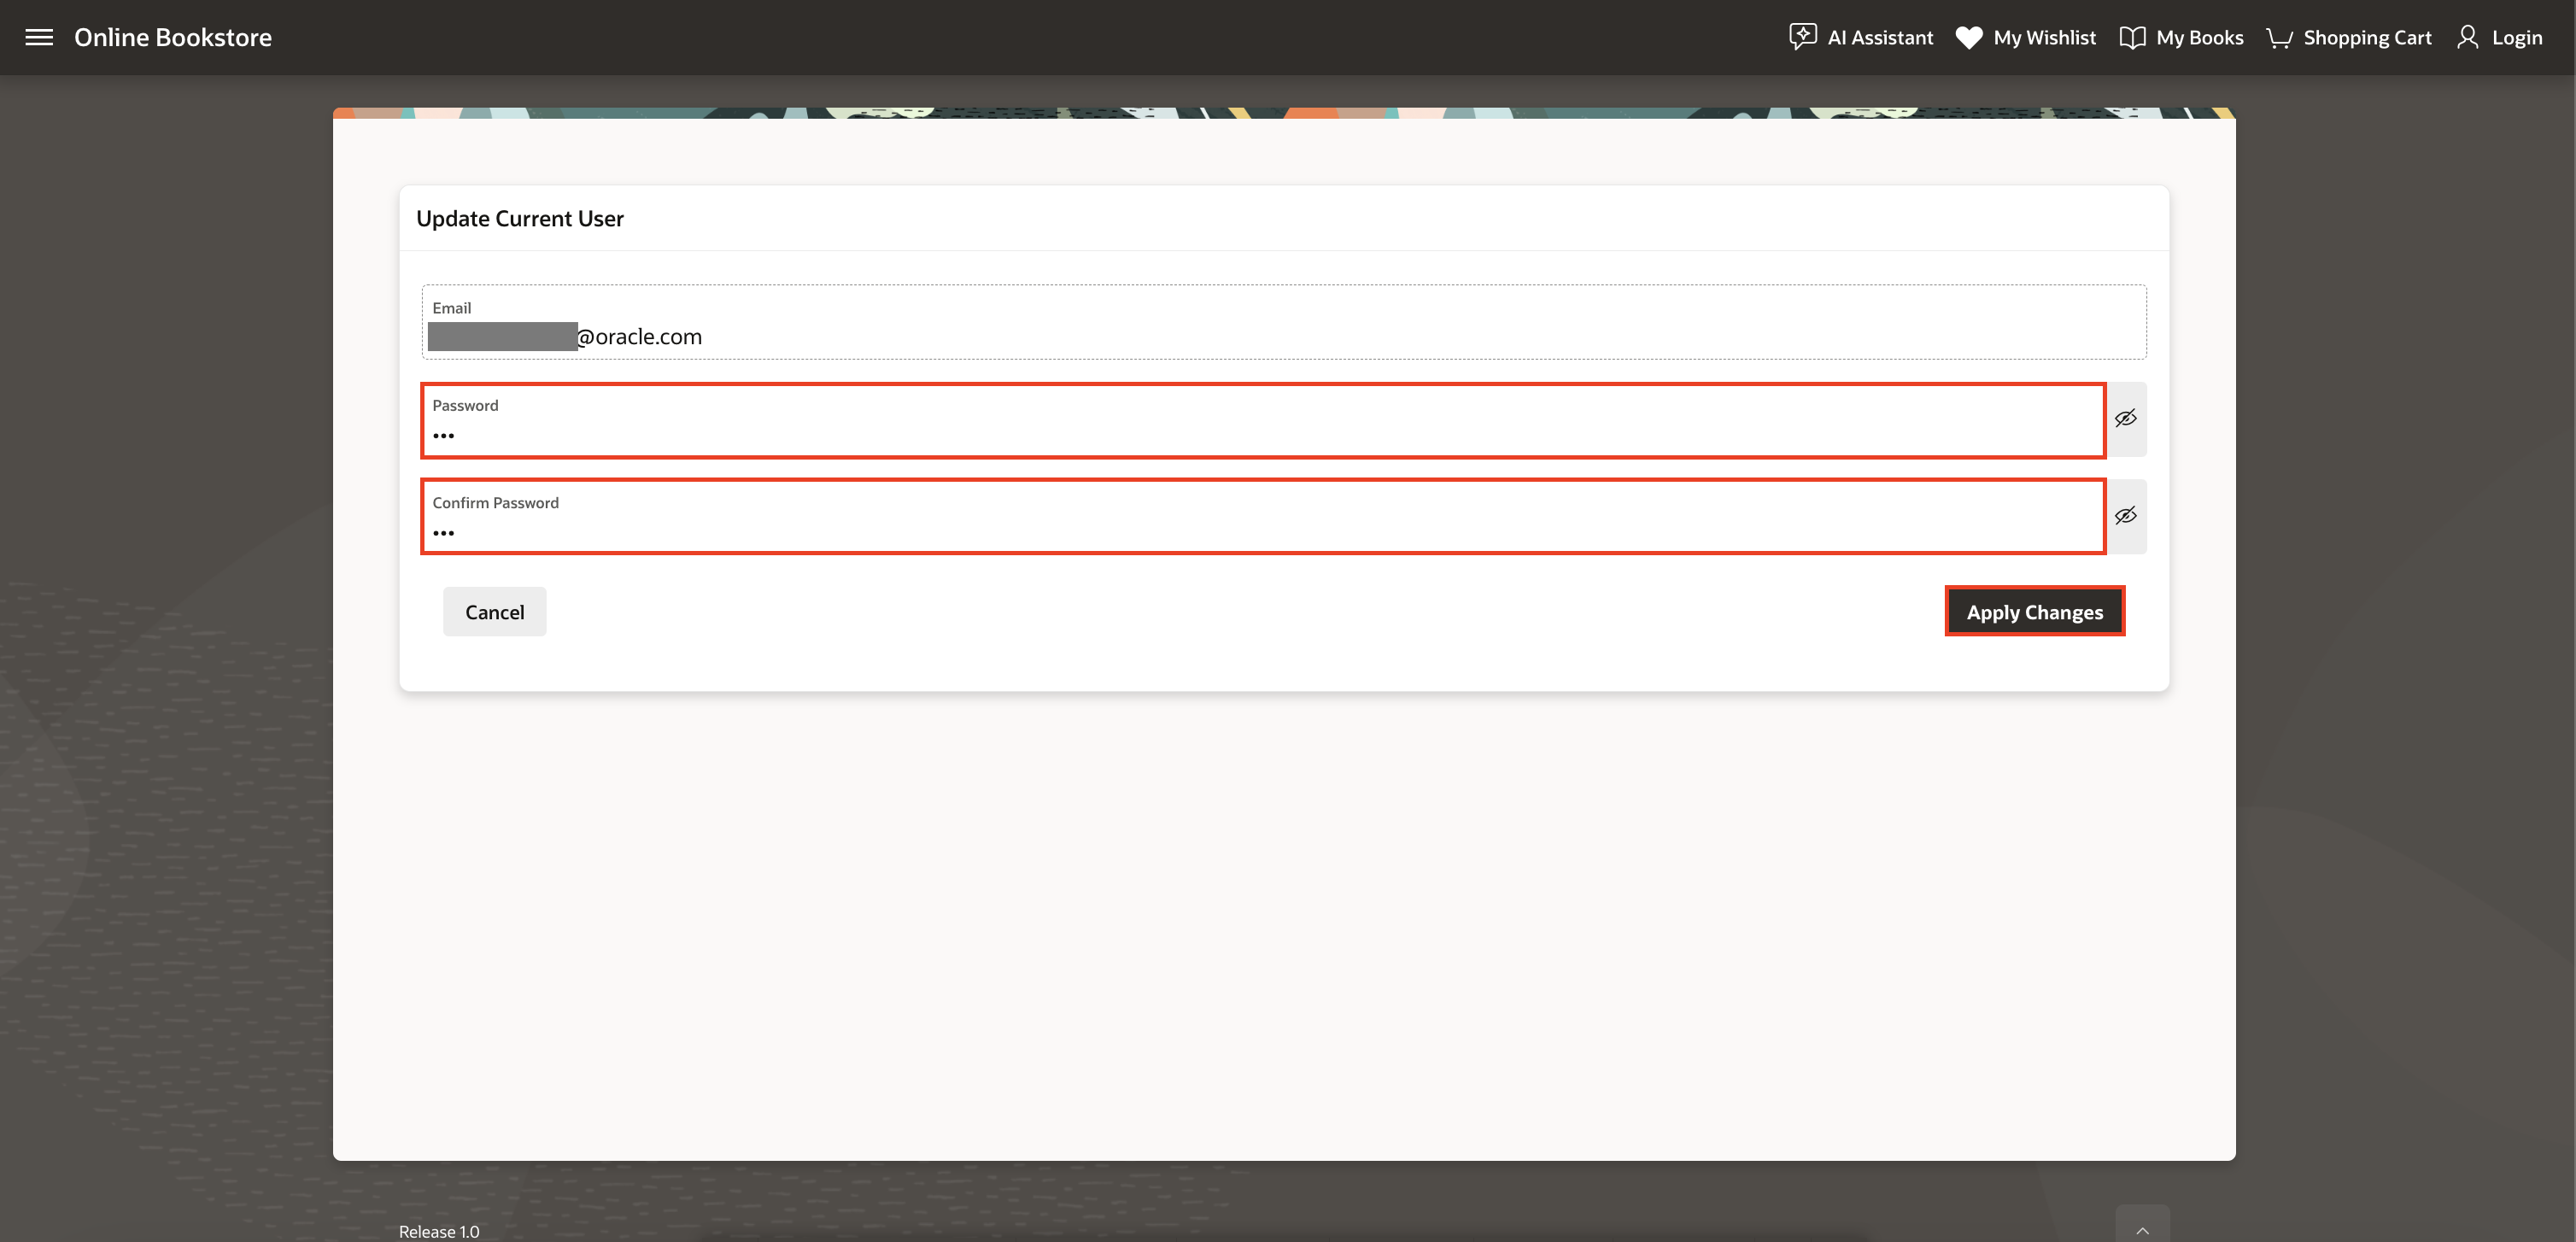 Online Bookstore
AI Assistant
My Wishlist
My Books
Shopping Cart
Login
Update Current User
Email
@oracle.com
Password
•••
Confirm Password
•••
Cancel
Apply Changes
Release 1.0